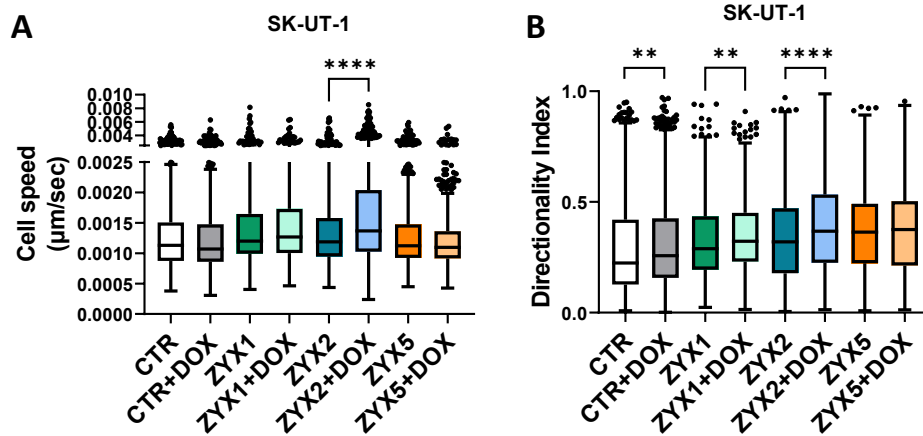 A
SK-UT-1
****
0.010
0.008
0.006
0.004
0.0025
0.0020
0.0015
0.0010
0.0005
0.0000
Cell speed
(μm/sec)
CTR
CTR+DOX
ZYX1
ZYX1+DOX
ZYX2
ZYX2+DOX
ZYX5
ZYX5+DOX
B
SK-UT-1
** ** ****
1.0
0.5
0.0
Directionality Index
CTR
CTR+DOX
ZYX1
ZYX1+DOX
ZYX2
ZYX2+DOX
ZYX5
ZYX5+DOX